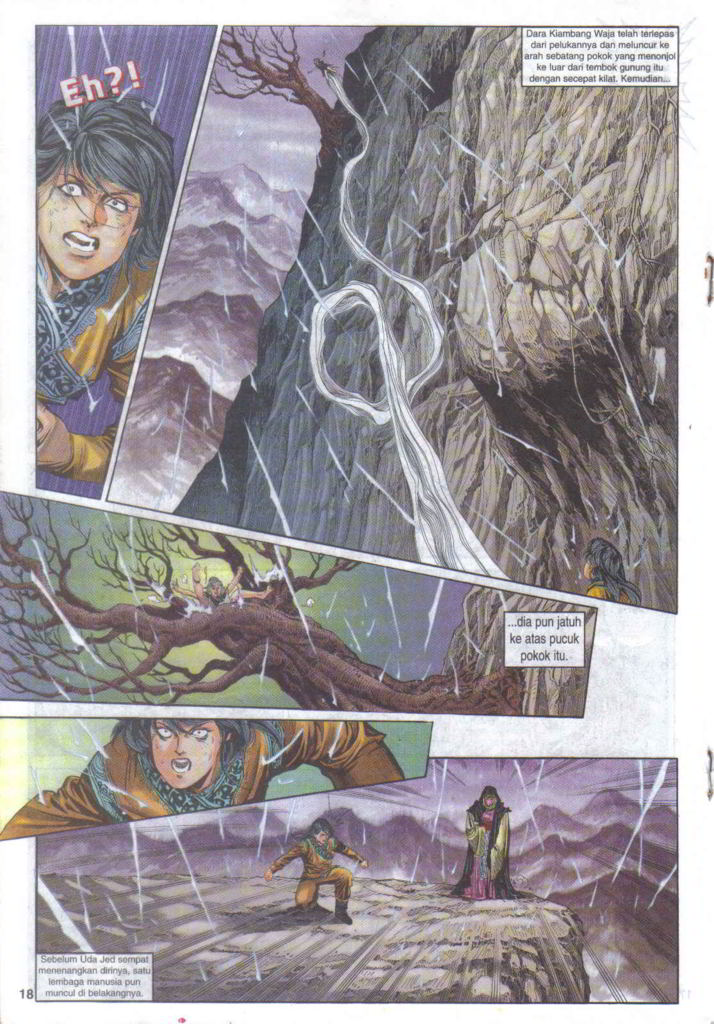 Eh?!
Dara Kiambang Waja telah terlepas
dari pelukannya dan meluncur ke
arah sebatang pokok yang menonjol
ke luar dari tembok gunung itu
dengan secepat kilat. Kemudian...
...dia pun jatuh
ke atas pucuk
pokok itu.
Sebelum Uda Jed sempat
menenangkan dirinya, satu
lembaga manusia pun
muncul di belakangnya.
18